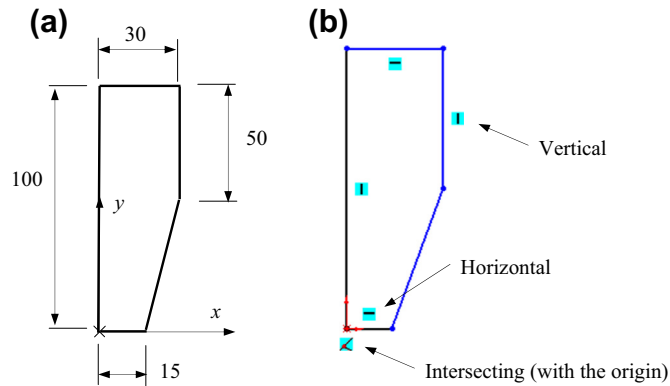 (a)
(b)
30
100
50
y
x
15
Vertical
Horizontal
Intersecting (with the origin)